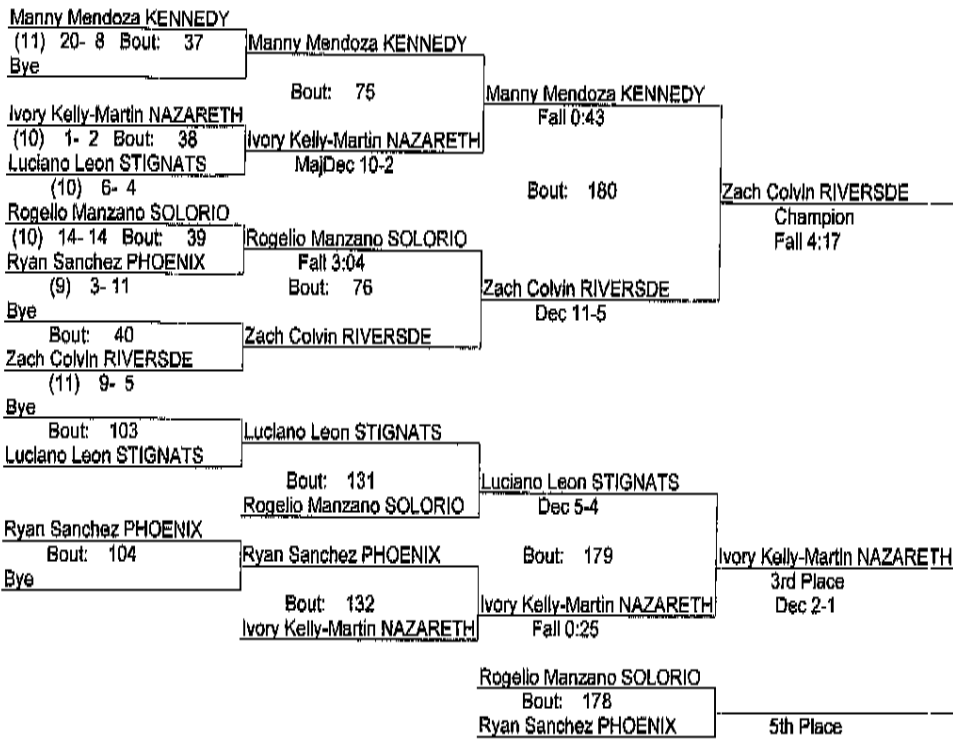 Manny Mendoza KENNEDY
(11) 20- 8 Bout: 37
Bye
Ivory Kelly-Martin NAZARETH
(10) 1- 2 Bout: 38
Luciano Leon STIGNATS
(10) 6- 4
Rogelio Manzano SOLORIO
(10) 14- 14 Bout: 39
Ryan Sanchez PHOENIX
(9) 3- 11
Bye
Bout: 40
Zach Colvin RIVERSDE
(11) 9- 5
Bye
Bout: 103
Luciano Leon STIGNATS
Ryan Sanchez PHOENIX
Bout: 104
Bye
Manny Mendoza KENNEDY
Bout: 75
Ivory Kelly-Martin NAZARETH
MajDec 10-2
Rogelio Manzano SOLORIO
Fall 3:04
Bout: 76
Zach Colvin RIVERSDE
Luciano Leon STIGNATS
Bout: 131
Rogelio Manzano SOLORIO
Ryan Sanchez PHOENIX
Bout: 132
Ivory Kelly-Martin NAZARETH
Manny Mendoza KENNEDY
Fall 0:43
Bout: 180
Zach Colvin RIVERSDE
Dec 11-5
Luciano Leon STIGNATS
Dec 5-4
Bout: 179
Ivory Kelly-Martin NAZARETH
Fall 0:25
Rogelio Manzano SOLORIO
Bout: 178
Ryan Sanchez PHOENIX
Zach Colvin RIVERSDE
Champion
Fall 4:17
Ivory Kelly-Martin NAZARETH
3rd Place
Dec 2-1
5th Place